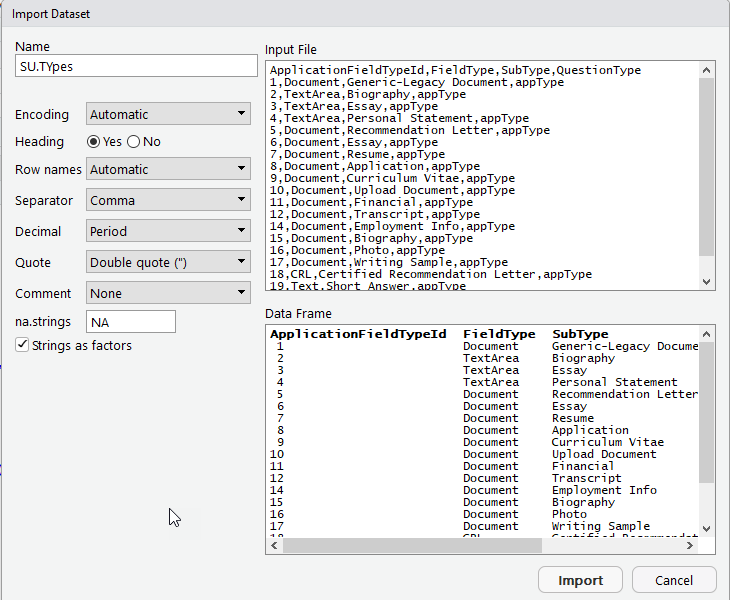 Import Dataset
Name
SU.TYpes
Encoding Automatic
Heading Yes No
Row names Automatic
Separator Comma
Decimal Period
Quote Double quote (")
Comment None
na.strings NA
Strings as factors
Input File
ApplicationFieldTypeId,FieldType,SubType,QuestionType
1,Document,Generic-Legacy Document,appType
2,TextArea,Biography,appType
3,TextArea,Essay,appType
4,TextArea,Personal Statement,appType
5,Document,Recommendation Letter,appType
6,Document,Essay,appType
7,Document,Resume,appType
8,Document,Application,appType
9,Document,Curriculum Vitae,appType
10,Document,Upload Document,appType
11,Document,Financial,appType
12,Document,Transcript,appType
14,Document,Employment Info,appType
15,Document,Biography,appType
16,Document,Photo,appType
17,Document,Writing Sample,appType
18,CRL,Certified Recommendation Letter,appType
19,Text,Short Answer,appType
Data Frame
ApplicationFieldTypeId FieldType SubType
1 Document Generic-Legacy Docume
2 TextArea Biography
3 TextArea Essay
4 TextArea Personal Statement
5 Document Recommendation Letter
6 Document Essay
7 Document Resume
8 Document Application
9 Document Curriculum Vitae
10 Document Upload Document
11 Document Financial
12 Document Transcript
14 Document Employment Info
15 Document Biography
16 Document Photo
17 Document Writing Sample
18 CRL Certified Recommendat
Import Cancel